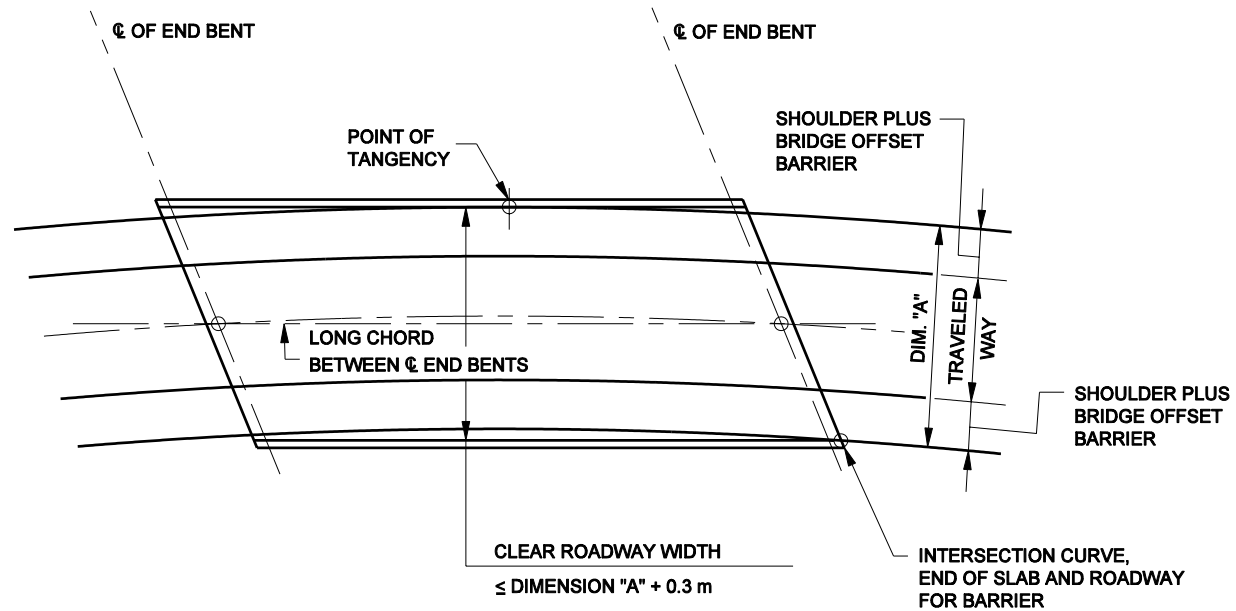 ℄ OF END BENT
℄ OF END BENT
POINT OF
TANGENCY
SHOULDER PLUS
BRIDGE OFFSET
BARRIER
LONG CHORD
BETWEEN ℄ END BENTS
DIM. "A"
TRAVELED
WAY
SHOULDER PLUS
BRIDGE OFFSET
BARRIER
CLEAR ROADWAY WIDTH
≤ DIMENSION "A" + 0.3 m
INTERSECTION CURVE,
END OF SLAB AND ROADWAY
FOR BARRIER